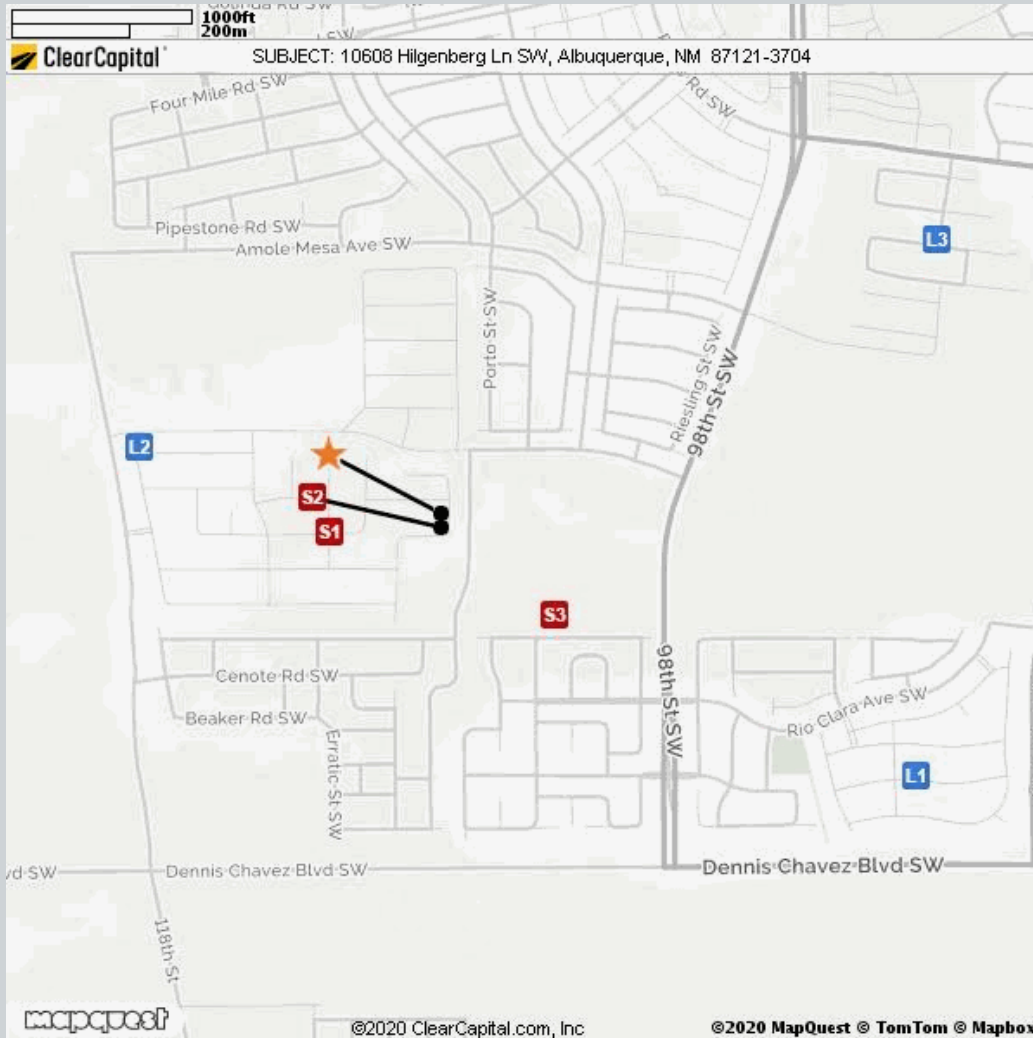 1000ft
200m
ClearCapital
SUBJECT: 10608 Hilgenberg Ln SW, Albuquerque, NM 87121-3704
Four Mile Rd SW
Rd SW
Pipestone Rd SW
Amole Mesa Ave SW
L3
Porto St SW
Riesling St SW
98th St SW
L2
S2
S1
S3
98th St SW
Cenote Rd SW
Beaker Rd SW
Erratic St SW
Rio Clara Ave SW
L1
vd SW
Dennis Chavez Blvd SW
Dennis Chavez Blvd SW
118th St
mapquest
©2020 ClearCapital.com, Inc
©2020 MapQuest © TomTom © Mapbox